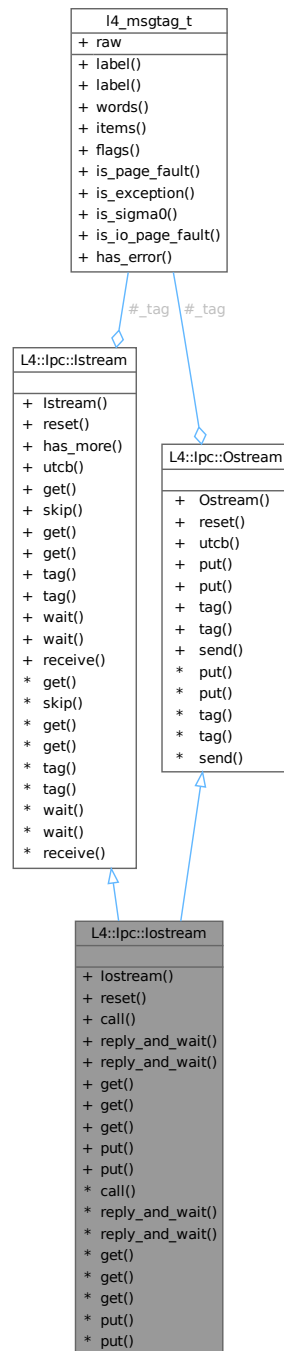 l4_msgtag_t
+ raw
+ label()
+ label()
+ words()
+ items()
+ flags()
+ is_page_fault()
+ is_exception()
+ is_sigma0()
+ is_io_page_fault()
+ has_error()
#_tag
#_tag
L4::Ipc::Istream
+ Istream()
+ reset()
+ has_more()
+ utcb()
+ get()
+ skip()
+ get()
+ get()
+ tag()
+ tag()
+ wait()
+ wait()
+ receive()
* get()
* skip()
* get()
* get()
* tag()
* tag()
* wait()
* wait()
* receive()
L4::Ipc::Ostream
+ Ostream()
+ reset()
+ utcb()
+ put()
+ put()
+ tag()
+ tag()
+ send()
* put()
* put()
* tag()
* tag()
* send()
L4::Ipc::Iostream
+ Iostream()
+ reset()
+ call()
+ reply_and_wait()
+ reply_and_wait()
+ get()
+ get()
+ get()
+ put()
+ put()
* call()
* reply_and_wait()
* reply_and_wait()
* get()
* get()
* get()
* put()
* put()